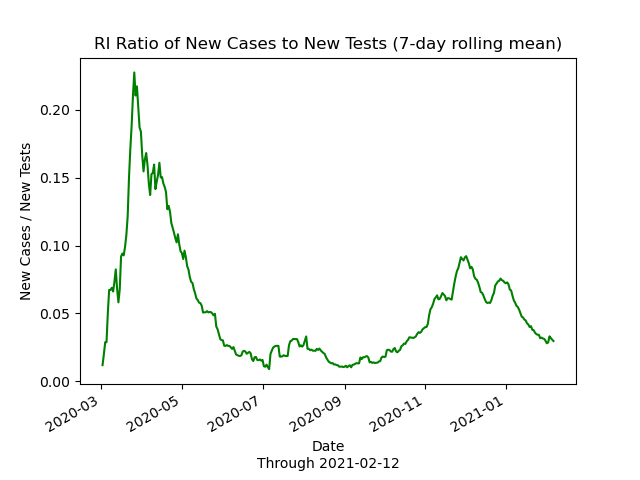 RI Ratio of New Cases to New Tests (7-day rolling mean)
New Cases / New Tests
0.20
0.15
0.10
0.05
0.00
2020-03
2020-05
2020-07
2020-09
2020-11
2021-01
Date
Through 2021-02-12